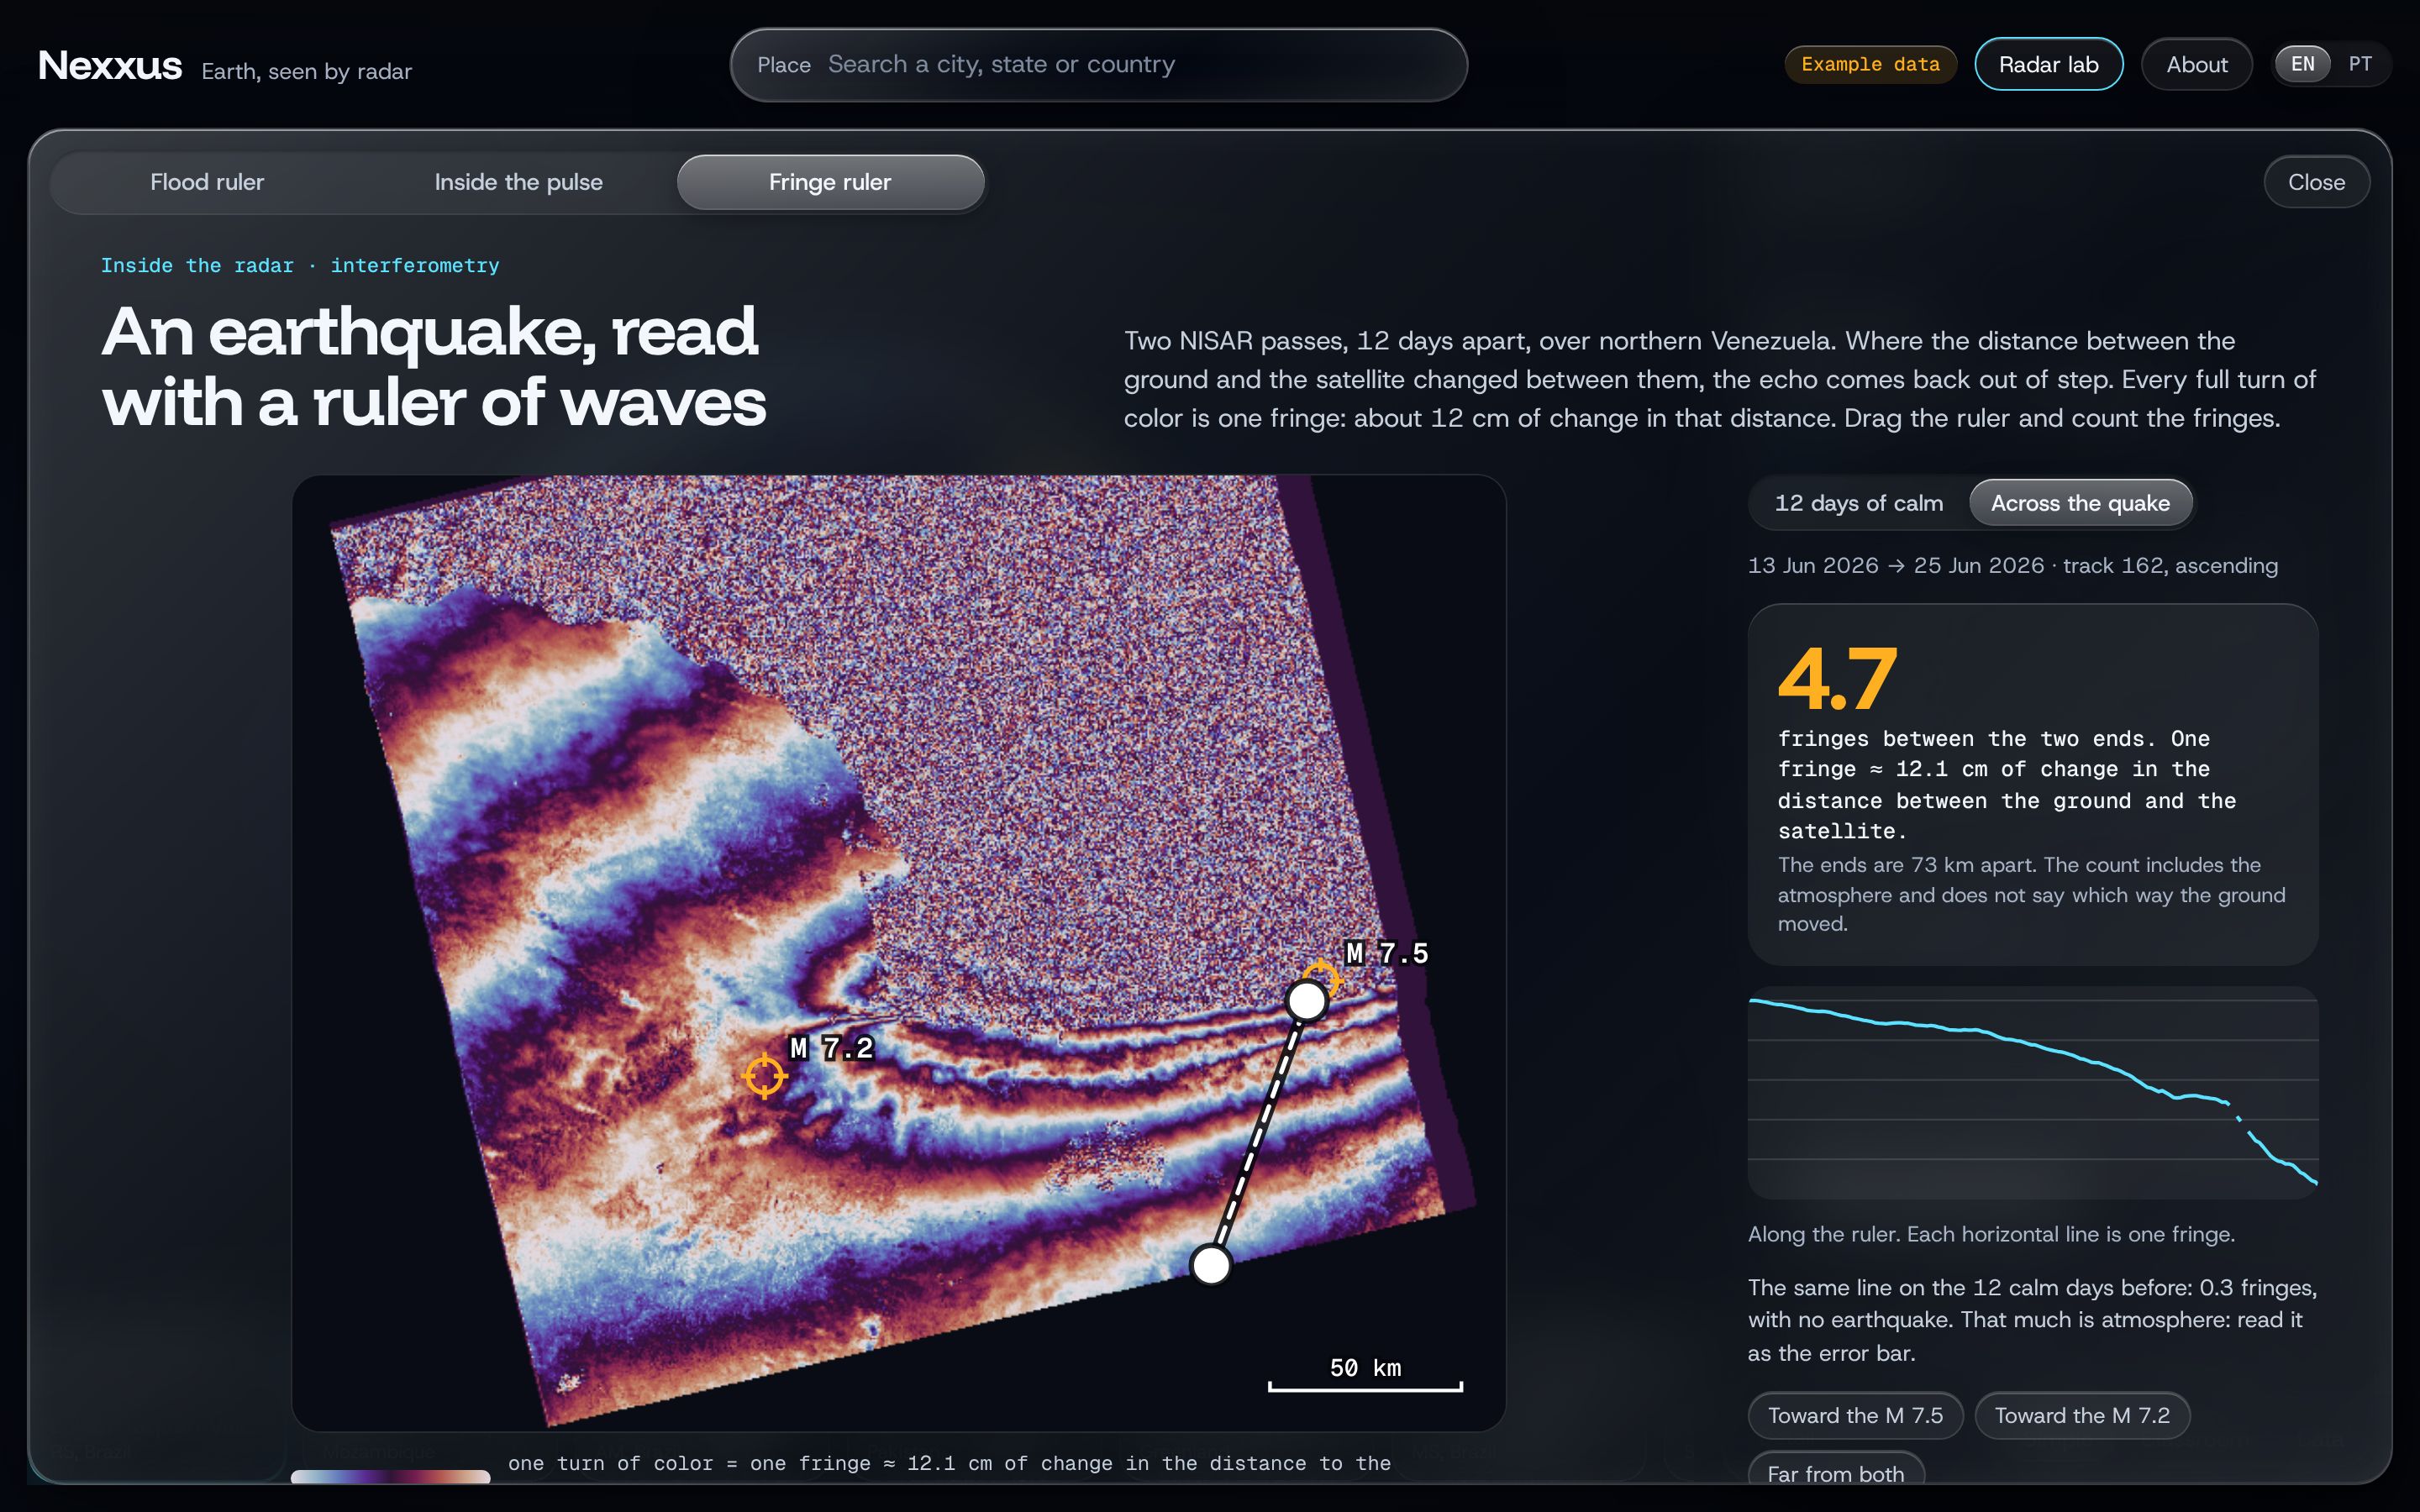 Nexxus Earth, seen by radar
Place Search a city, state or country
Example data
Radar lab
About
EN PT
Flood ruler
Inside the pulse
Fringe ruler
Close
Inside the radar · interferometry
An earthquake, read
with a ruler of waves
Two NISAR passes, 12 days apart, over northern Venezuela. Where the distance between the
ground and the satellite changed between them, the echo comes back out of step. Every full turn of
color is one fringe: about 12 cm of change in that distance. Drag the ruler and count the fringes.
M 7.5
M 7.2
50 km
one turn of color = one fringe ≈ 12.1 cm of change in the distance to the
12 days of calm
Across the quake
13 Jun 2026 → 25 Jun 2026 · track 162, ascending
4.7
fringes between the two ends. One
fringe ≈ 12.1 cm of change in the
distance between the ground and the
satellite.
The ends are 73 km apart. The count includes the
atmosphere and does not say which way the ground
moved.
Along the ruler. Each horizontal line is one fringe.
The same line on the 12 calm days before: 0.3 fringes,
with no earthquake. That much is atmosphere: read it
as the error bar.
Toward the M 7.5
Toward the M 7.2
Far from both